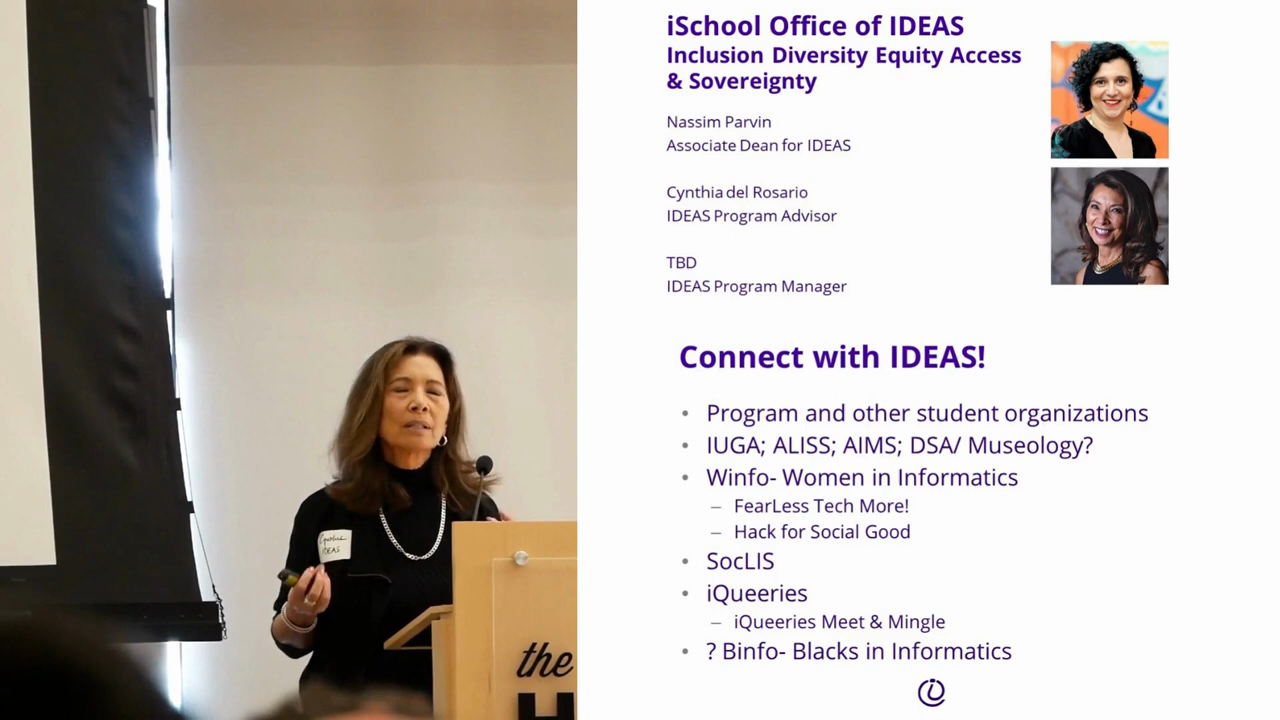 Cynthia
IDEAS
the
H
iSchool Office of IDEAS
Inclusion Diversity Equity Access
& Sovereignty
Nassim Parvin
Associate Dean for IDEAS
Cynthia del Rosario
IDEAS Program Advisor
TBD
IDEAS Program Manager
Connect with IDEAS!
• Program and other student organizations
• IUGA; ALISS; AIMS; DSA/ Museology?
• Winfo- Women in Informatics
– FearLess Tech More!
– Hack for Social Good
• SocLIS
• iQueeries
– iQueeries Meet & Mingle
• ? Binfo- Blacks in Informatics